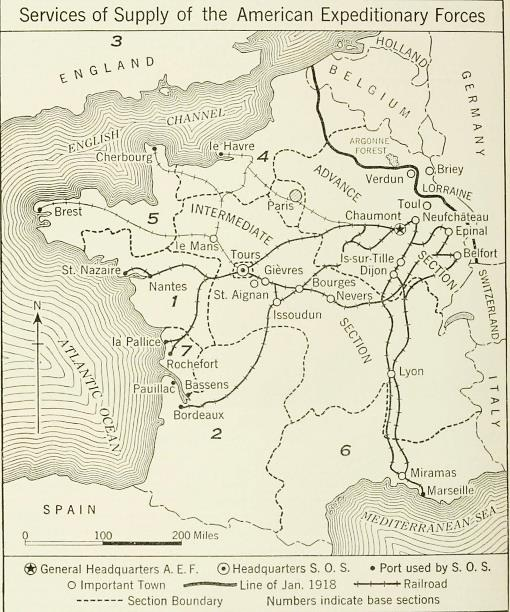 Services of Supply of the American Expeditionary Forces
3
ENGLAND
HOLLAND
BELGIUM
GERMANY
ENGLISH CHANNEL
Cherbourg
le Havre
4
ARGONNE
FOREST
Verdun
Briey
LORRAINE
ADVANCE
Paris
Toul
Neufchâteau
Chaumont
Epinal
Brest
5
INTERMEDIATE
le Mans
Tours
Is-sur-Tille
Dijon
SECTION
Belfort
SWITZERLAND
St. Nazaire
Nantes
Gièvres
St. Aignan
Bourges
Nevers
Issoudun
1
N
la Pallice
7
Rochefort
SECTION
ATLANTIC OCEAN
Pauillac
Bassens
Bordeaux
Lyon
ITALY
2
6
Miramas
Marseille
SPAIN
MEDITERRANEAN SEA
0 100 200 Miles
General Headquarters A. E. F. Headquarters S. O. S. Port used by S. O. S.
Important Town Line of Jan. 1918 Railroad
Section Boundary Numbers indicate base sections